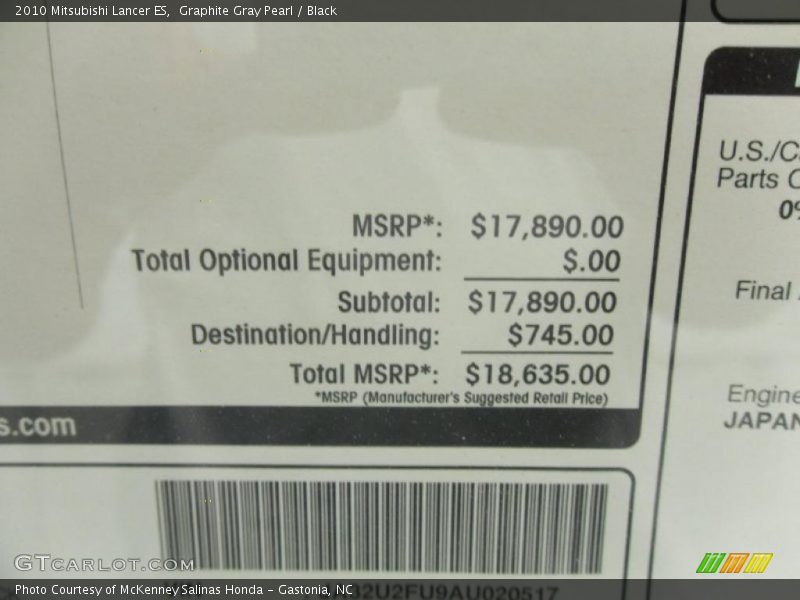 2010 Mitsubishi Lancer ES,  Graphite Gray Pearl / Black
MSRP*: $17,890.00
Total Optional Equipment: $.00
Subtotal: $17,890.00
Destination/Handling: $745.00
Total MSRP*: $18,635.00
*MSRP (Manufacturer's Suggested Retail Price)
s.com
U.S./C
Parts C
0%
Final
Engine
JAPAN
GTcarlot.com
Photo Courtesy of McKenney Salinas Honda - Gastonia, NC